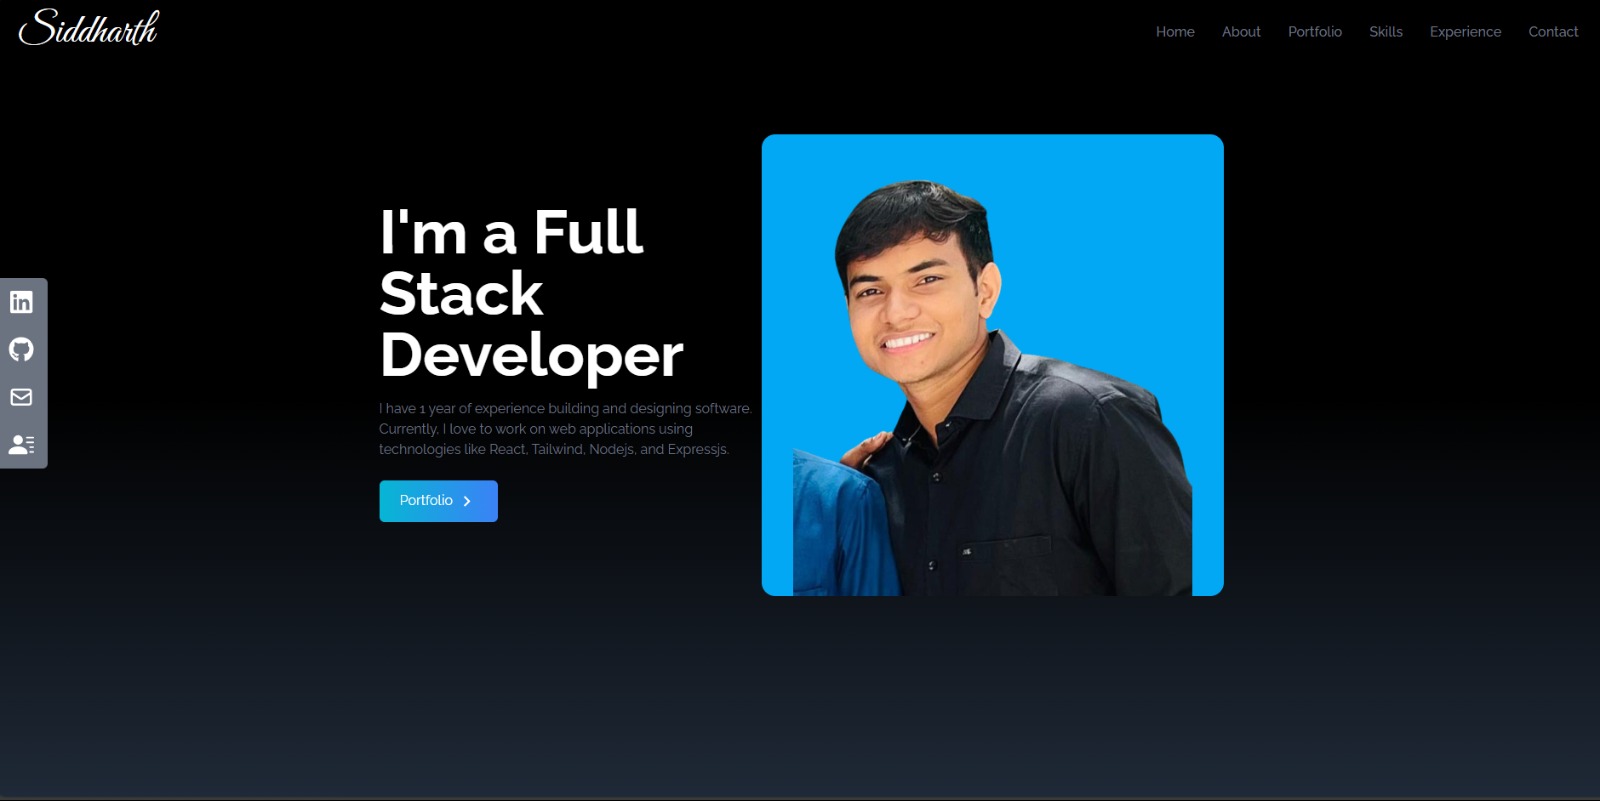 Siddharth
Home About Portfolio Skills Experience Contact
I'm a Full
Stack
Developer
I have 1 year of experience building and designing software.
Currently, I love to work on web applications using
technologies like React, Tailwind, Nodejs, and Expressjs.
Portfolio
in